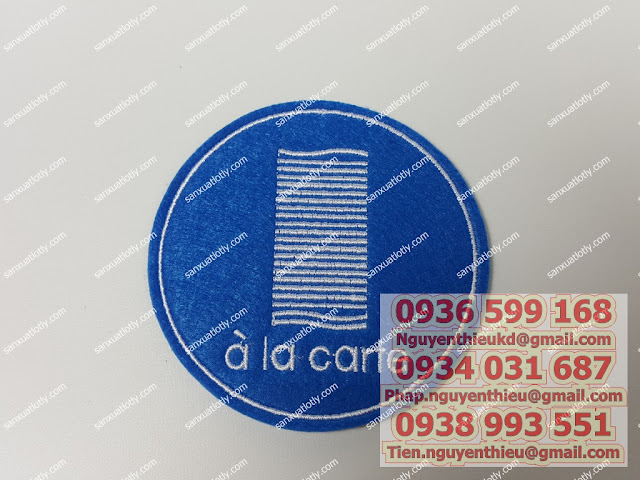 sanxuatlotly.com
à la carte
0936 599 168
Nguyenthieukd@gmail.com
0934 031 687
Phap.nguyenthieu@gmail.com
0938 993 551
Tien.nguyenthieu@gmail.com